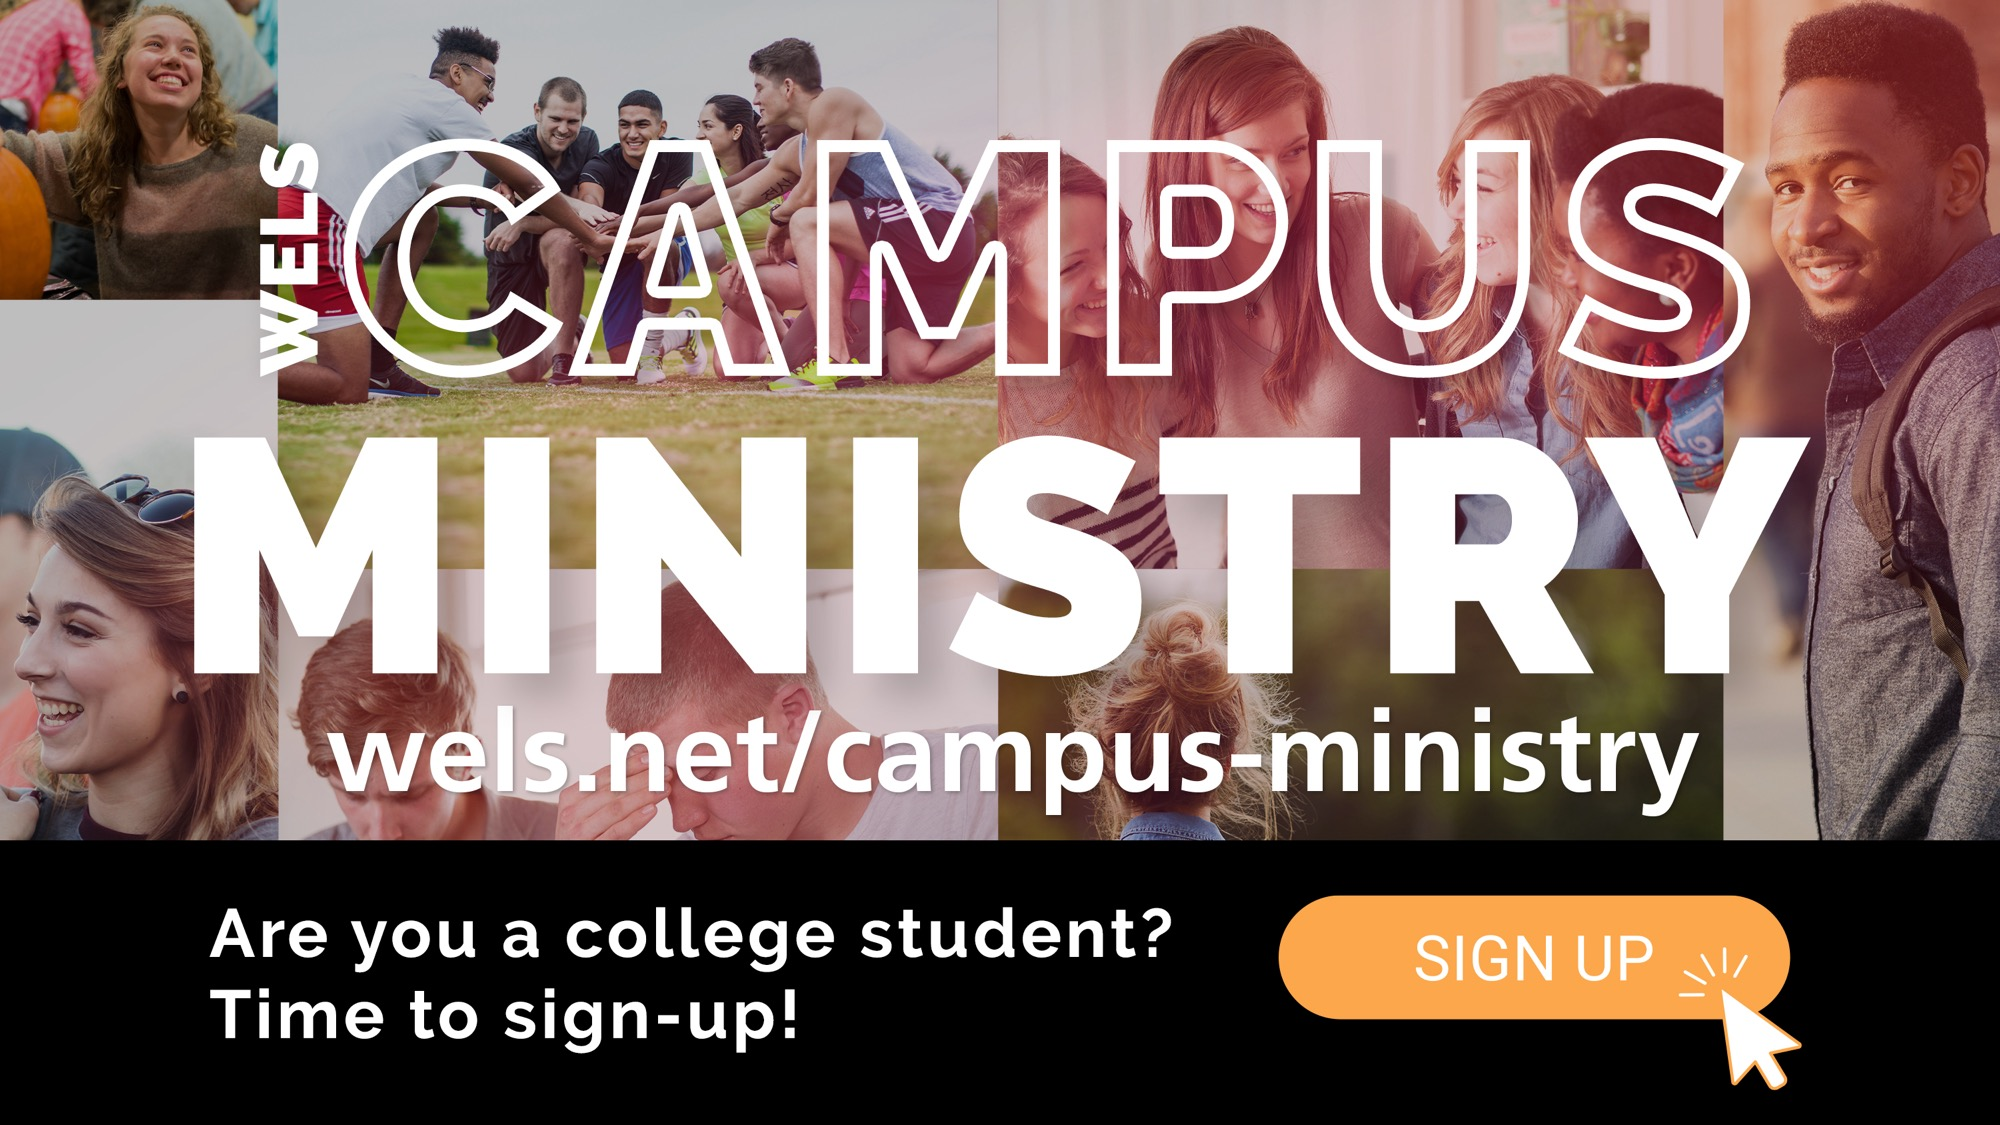 WELS CAMPUS
MINISTRY
wels.net/campus-ministry
Are you a college student?
Time to sign-up!
SIGN UP